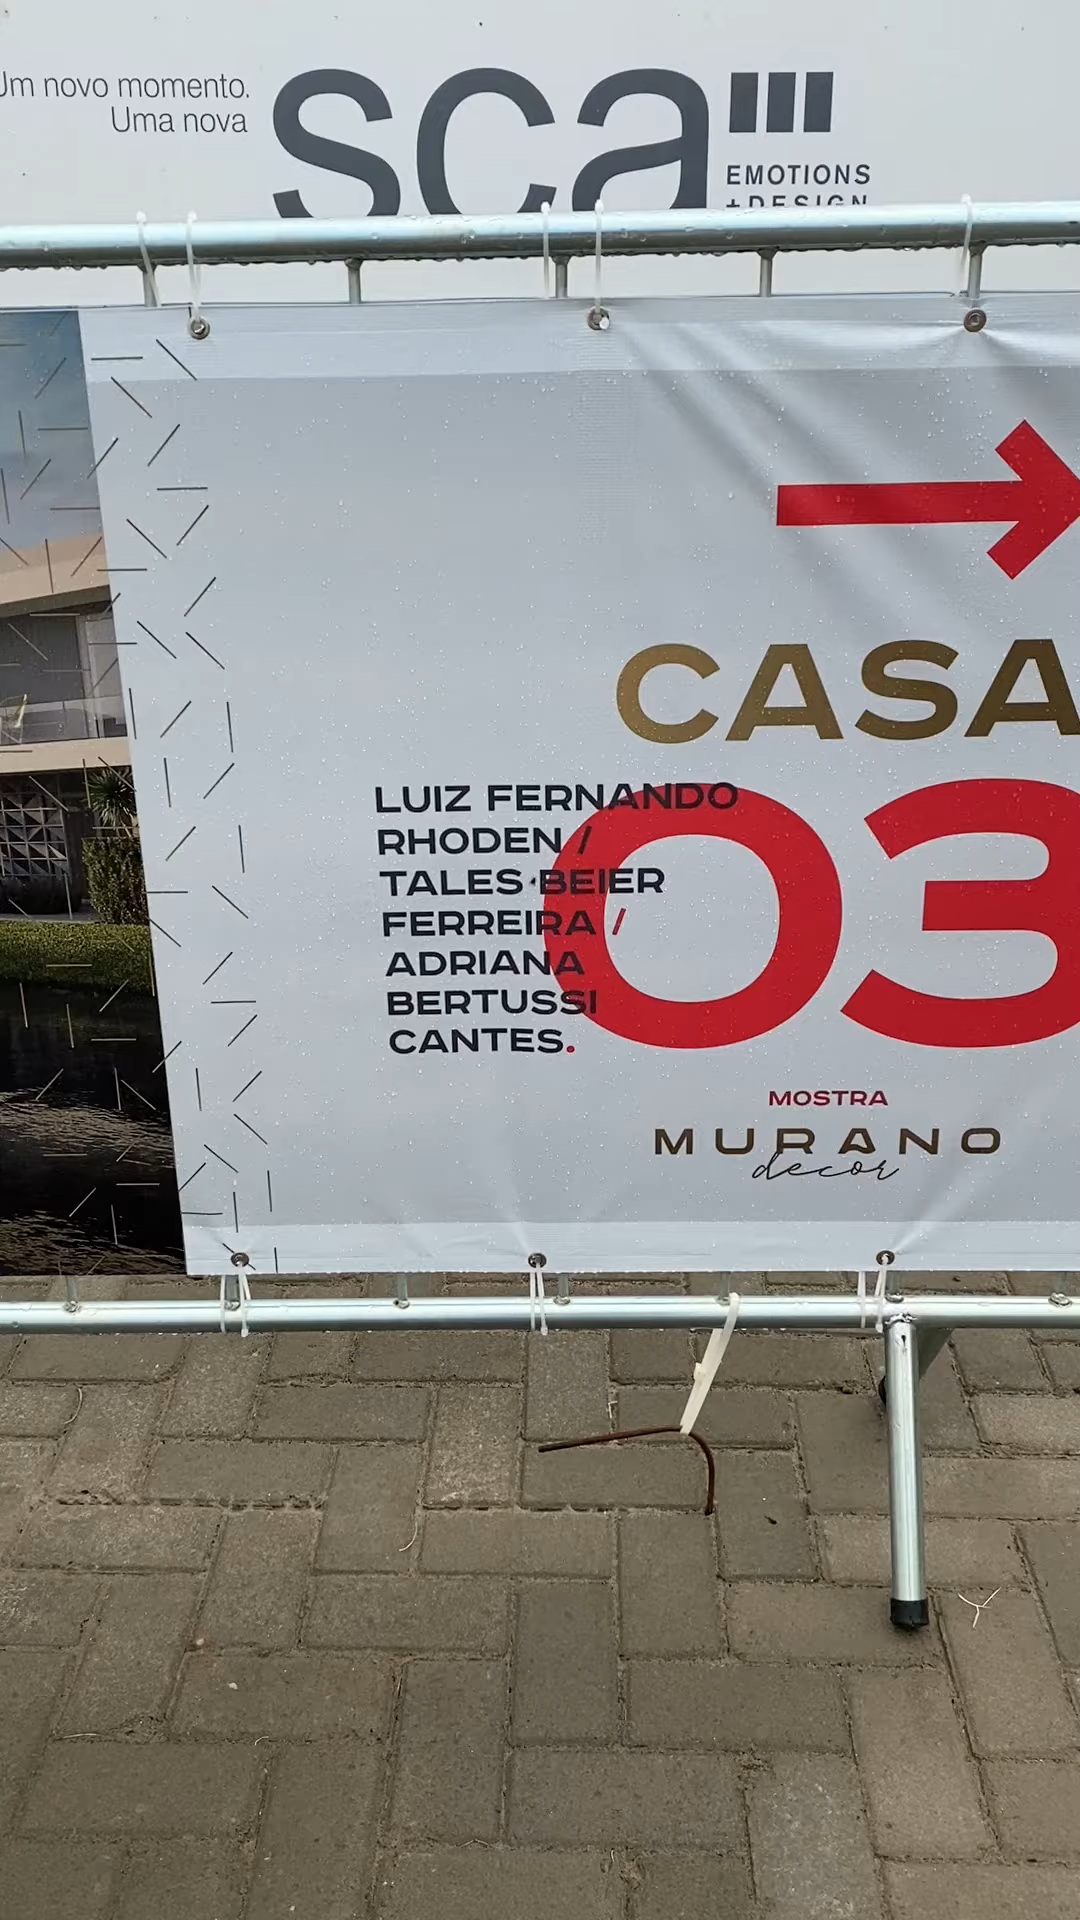 Um novo momento.
Uma nova
sca
EMOTIONS
+DESIGN
CASA
03
LUIZ FERNANDO
RHODEN /
TALES BEIER
FERREIRA /
ADRIANA
BERTUSSI
CANTES.
MOSTRA
MURANO
decor